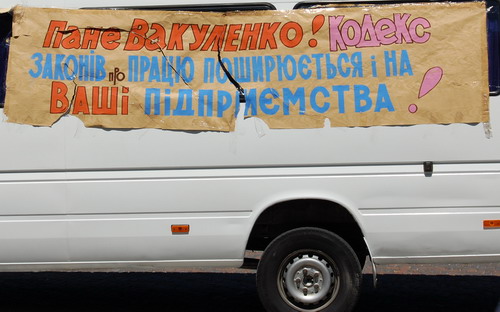 Пане Вакуленко! Кодекс
законів про працю поширюється і на
Ваші підприємства!